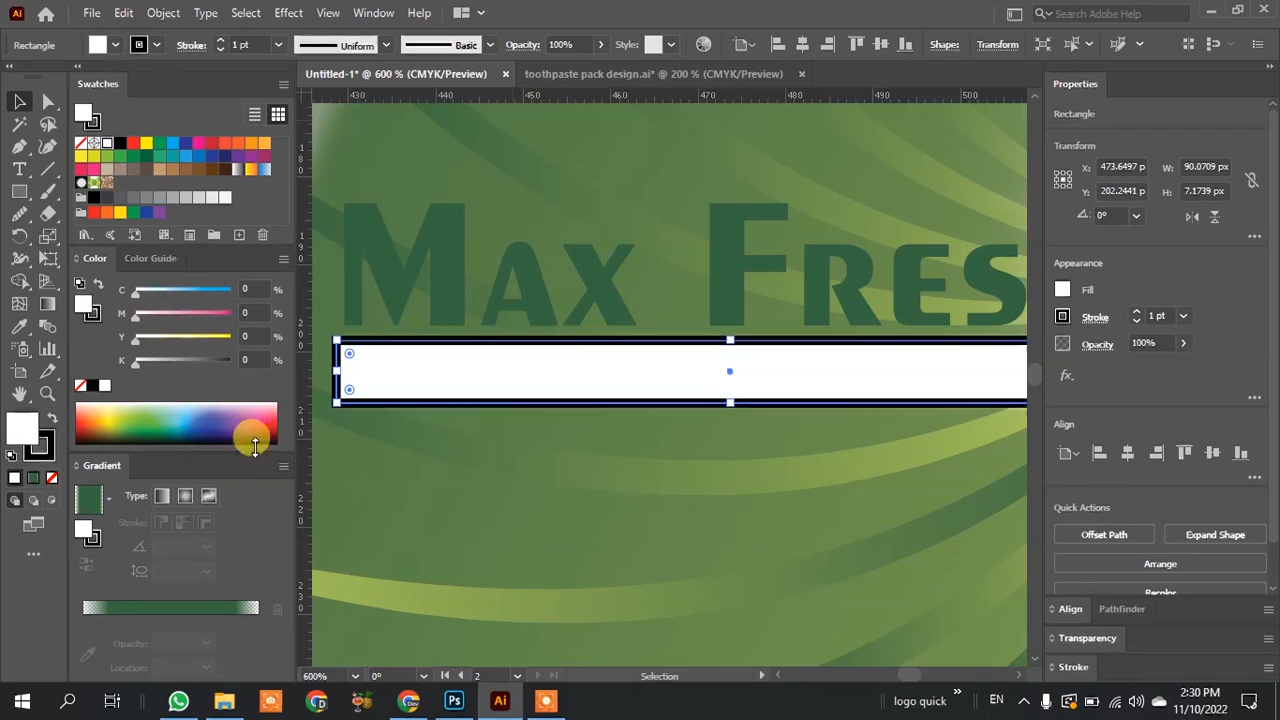 Ai File Edit Object Type Select Effect View Window Help Search Adobe Help
Rectangle Stroke: 1 pt Uniform Basic Opacity: 100% Style: Shape: Transform
Swatches
Untitled-1* @ 600 % (CMYK/Preview) toothpaste pack design.ai* @ 200 % (CMYK/Preview)
430 440 450 460 470 480 490 500
Color Color Guide
C 0 %
M 0 %
Y 0 %
K 0 %
Gradient
Type:
Stroke:
Opacity:
Location:
Max Fres
Properties
Rectangle
Transform
X: 473.6497 p W: 90.0709 px
Y: 202.2441 p H: 7.1739 px
0°
Appearance
Fill
Stroke 1 pt
Opacity 100%
fx.
Align
Quick Actions
Offset Path Expand Shape
Arrange
Recolor
Align Pathfinder
Transparency
Stroke
600% 0° 2 Selection
Ps Ai logo quick EN 2:30 PM
11/10/2022